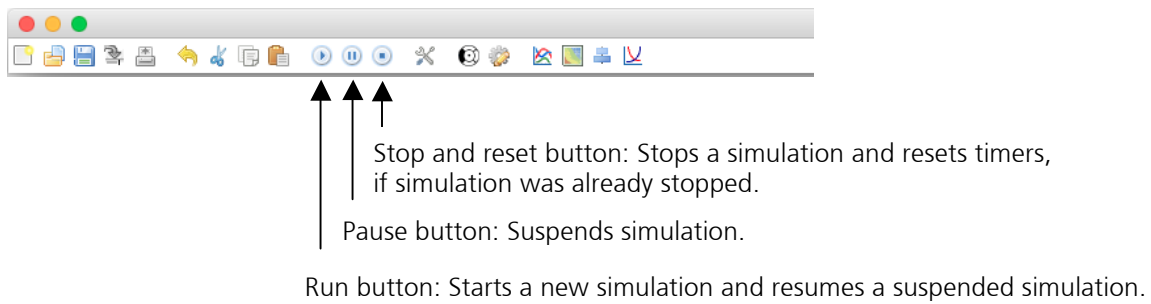 Stop and reset button: Stops a simulation and resets timers,
if simulation was already stopped.
Pause button: Suspends simulation.
Run button: Starts a new simulation and resumes a suspended simulation.